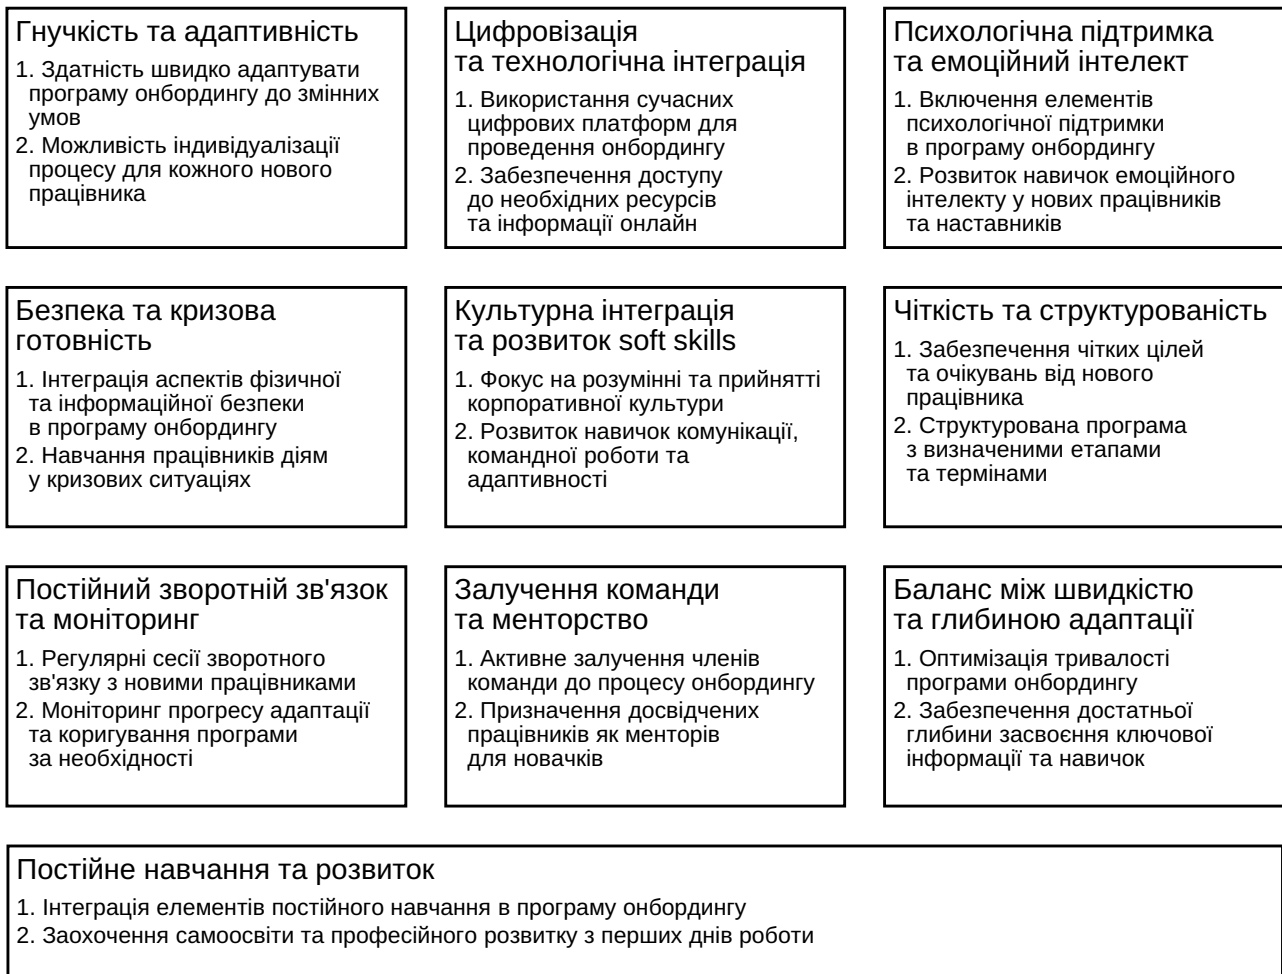 Гнучкість та адаптивність
1. Здатність швидко адаптувати
програму онбордингу до змінних
умов
2. Можливість індивідуалізації
процесу для кожного нового
працівника
Цифровізація
та технологічна інтеграція
1. Використання сучасних
цифрових платформ для
проведення онбордингу
2. Забезпечення доступу
до необхідних ресурсів
та інформації онлайн
Психологічна підтримка
та емоційний інтелект
1. Включення елементів
психологічної підтримки
в програму онбордингу
2. Розвиток навичок емоційного
інтелекту у нових працівників
та наставників
Безпека та кризова
готовність
1. Інтеграція аспектів фізичної
та інформаційної безпеки
в програму онбордингу
2. Навчання працівників діям
у кризових ситуаціях
Культурна інтеграція
та розвиток soft skills
1. Фокус на розумінні та прийнятті
корпоративної культури
2. Розвиток навичок комунікації,
командної роботи та
адаптивності
Чіткість та структурованість
1. Забезпечення чітких цілей
та очікувань від нового
працівника
2. Структурована програма
з визначеними етапами
та термінами
Постійний зворотній зв'язок
та моніторинг
1. Регулярні сесії зворотного
зв'язку з новими працівниками
2. Моніторинг прогресу адаптації
та коригування програми
за необхідності
Залучення команди
та менторство
1. Активне залучення членів
команди до процесу онбордингу
2. Призначення досвідчених
працівників як менторів
для новачків
Баланс між швидкістю
та глибиною адаптації
1. Оптимізація тривалості
програми онбордингу
2. Забезпечення достатньої
глибини засвоєння ключової
інформації та навичок
Постійне навчання та розвиток
1. Інтеграція елементів постійного навчання в програму онбордингу
2. Заохочення самоосвіти та професійного розвитку з перших днів роботи